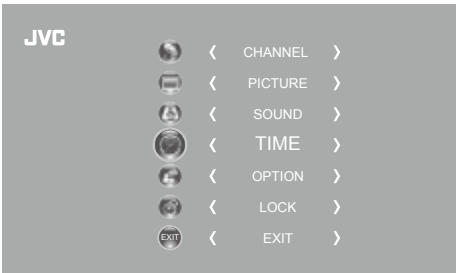 JVC
CHANNEL
PICTURE
SOUND
TIME
OPTION
LOCK
EXIT EXIT